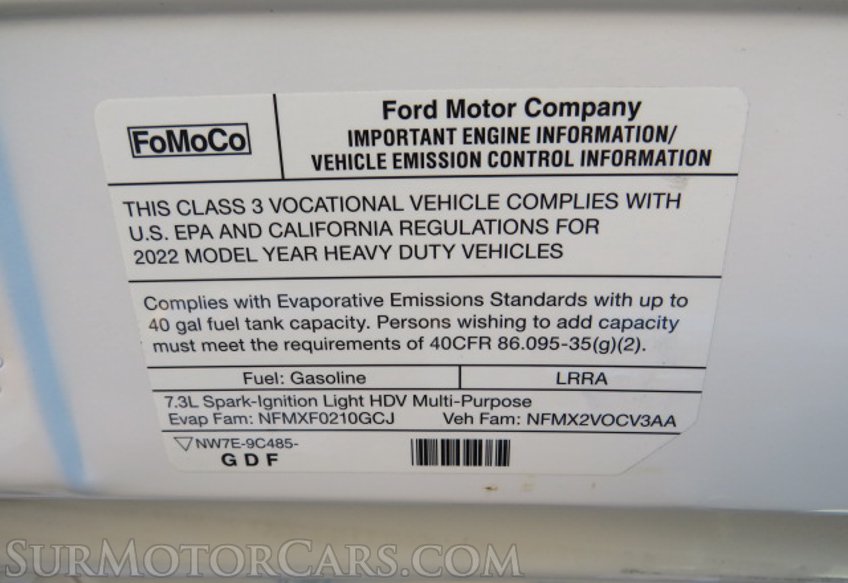 FoMoCo
Ford Motor Company
IMPORTANT ENGINE INFORMATION/
VEHICLE EMISSION CONTROL INFORMATION
THIS CLASS 3 VOCATIONAL VEHICLE COMPLIES WITH
U.S. EPA AND CALIFORNIA REGULATIONS FOR
2022 MODEL YEAR HEAVY DUTY VEHICLES
Complies with Evaporative Emissions Standards with up to
40 gal fuel tank capacity. Persons wishing to add capacity
must meet the requirements of 40CFR 86.095-35(g)(2).
Fuel: Gasoline LRRA
7.3L Spark-Ignition Light HDV Multi-Purpose
Evap Fam: NFMXF0210GCJ Veh Fam: NFMX2VOCV3AA
NW7E-9C485-
G D F
SurMotorCars.com